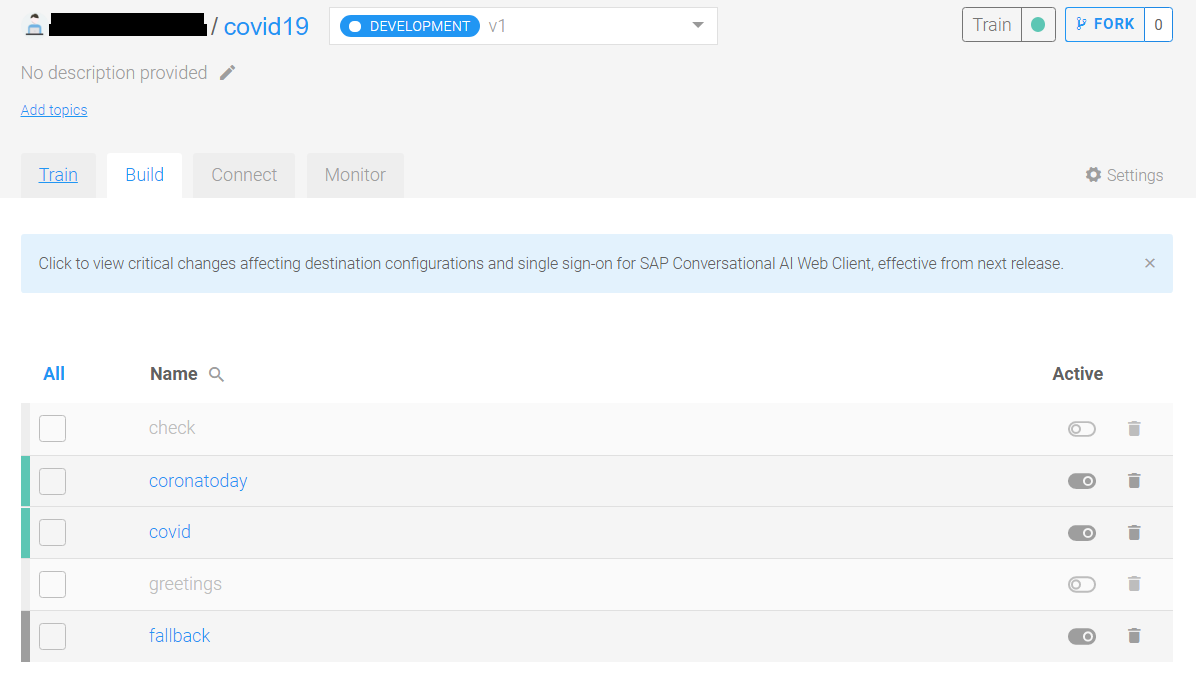 / covid19 DEVELOPMENT v1 Train FORK 0
No description provided
Add topics
Train Build Connect Monitor Settings
Click to view critical changes affecting destination configurations and single sign-on for SAP Conversational AI Web Client, effective from next release. ×
All Name Active
check
coronatoday
covid
greetings
fallback